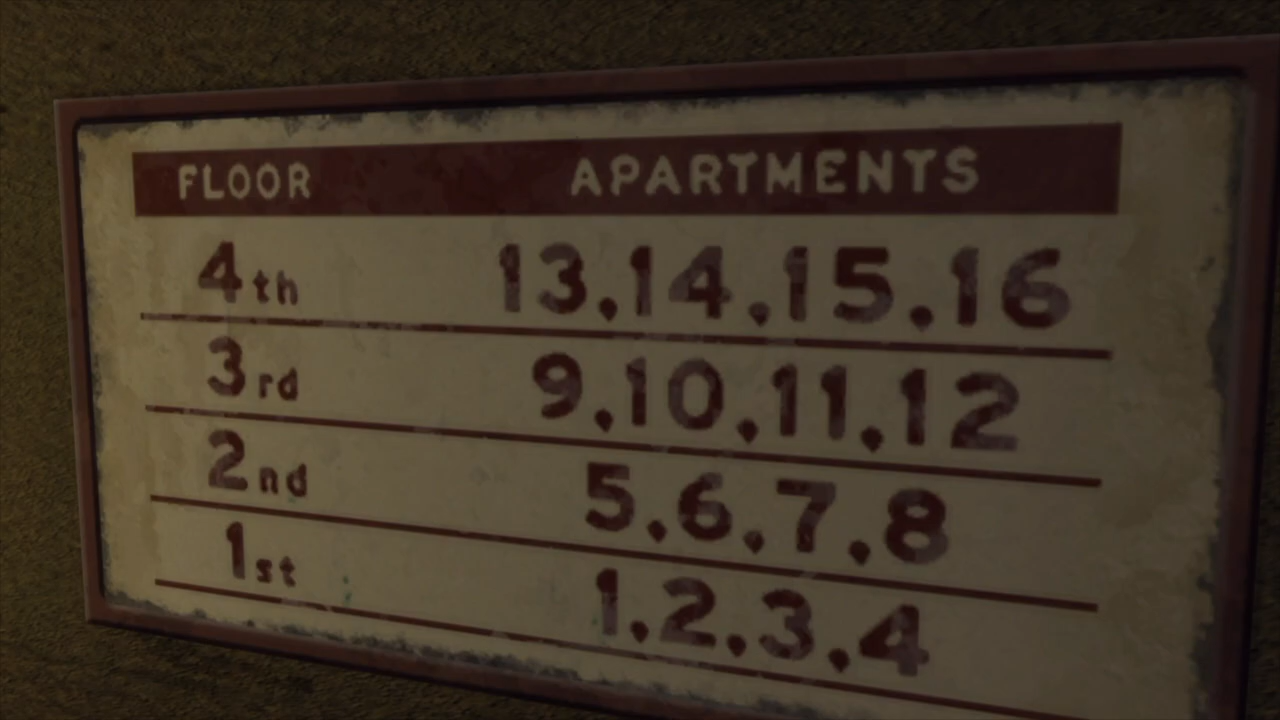 FLOOR APARTMENTS
4th 13.14.15.16
3rd 9.10.11.12
2nd 5.6.7.8
1st 1.2.3.4